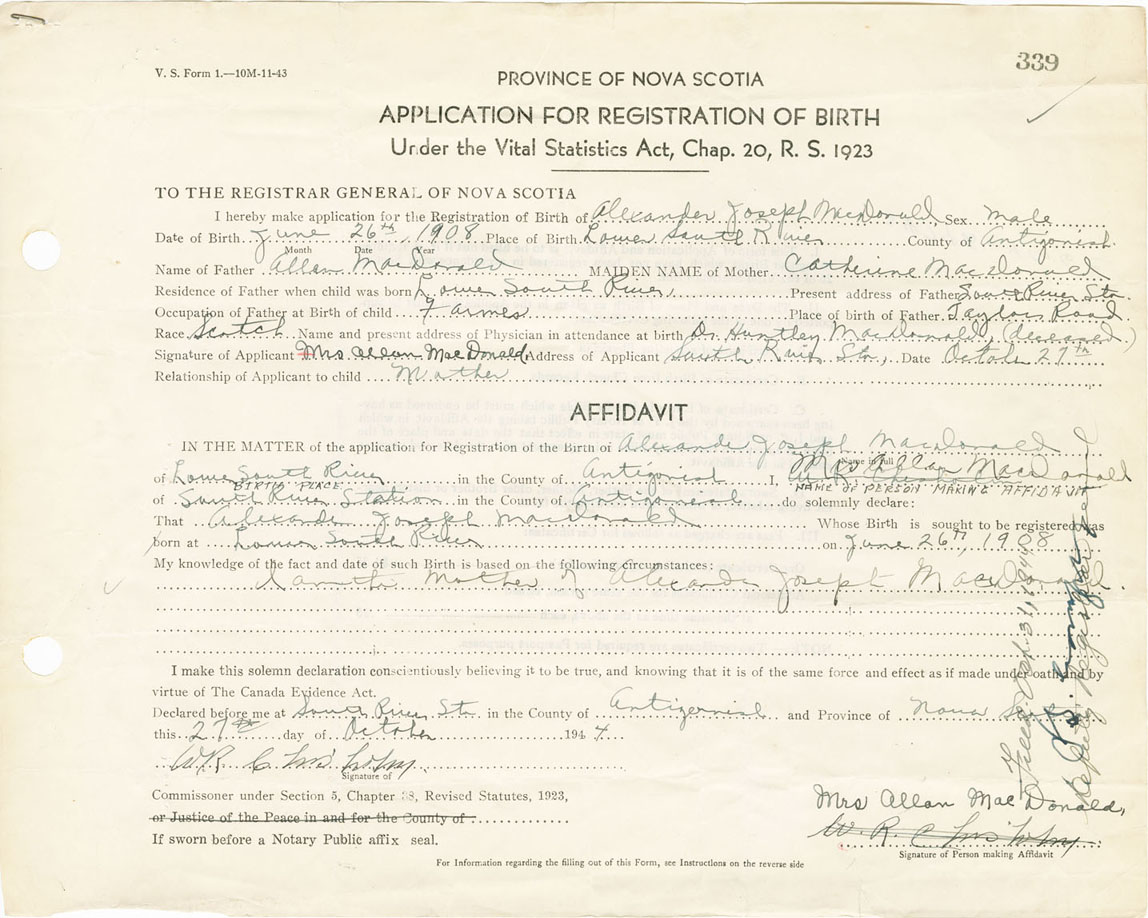 339
V. S. Form 1.—10M-11-43
PROVINCE OF NOVA SCOTIA
APPLICATION FOR REGISTRATION OF BIRTH
Under the Vital Statistics Act, Chap. 20, R. S. 1923
TO THE REGISTRAR GENERAL OF NOVA SCOTIA
I hereby make application for the Registration of Birth of Alexander Joseph MacDonald Sex male
Date of Birth June 26th, 1908 Place of Birth Lower South River County of Antigonish
Month Date Year
Name of Father Allan MacDonald MAIDEN NAME of Mother Catherine Macdonald
Residence of Father when child was born Lower South River, Present address of Father South River Sta.
Occupation of Father at Birth of child Farmer Place of birth of Father Taylor Road
Race Scotch Name and present address of Physician in attendance at birth Dr. Huntley MacDonald (deceased)
Signature of Applicant Mrs Allan MacDonald Address of Applicant South River Sta., Date October 27th
Relationship of Applicant to child Mother
AFFIDAVIT
IN THE MATTER of the application for Registration of the Birth of Alexander Joseph Macdonald
Name in full
of Lower South River in the County of Antigonish I, Mrs Allan MacDonald
BIRTH PLACE NAME OF PERSON MAKING AFFIDAVIT
of South River Station in the County of Antigonish do solemnly declare:
That Alexander Joseph Macdonald Whose Birth is sought to be registered was
born at Lower South River on June 26th, 1908
My knowledge of the fact and date of such Birth is based on the following circumstances:
I am the Mother of Alexander Joseph MacDonald.
I make this solemn declaration conscientiously believing it to be true, and knowing that it is of the same force and effect as if made under oath and by
virtue of The Canada Evidence Act.
Declared before me at South River Sta. in the County of Antigonish and Province of Nova Scotia
this 27th day of October 1944
W. R. C
Signature of
Commissoner under Section 5, Chapter 38, Revised Statutes, 1923,
or Justice of the Peace in and for the County of
If sworn before a Notary Public affix seal.
Mrs Allan MacDonald,
W. R. C
Signature of Person making Affidavit
For Information regarding the filling out of this Form, see Instructions on the reverse side
Filed Oct. 31, 1944
Deputy Registrar General